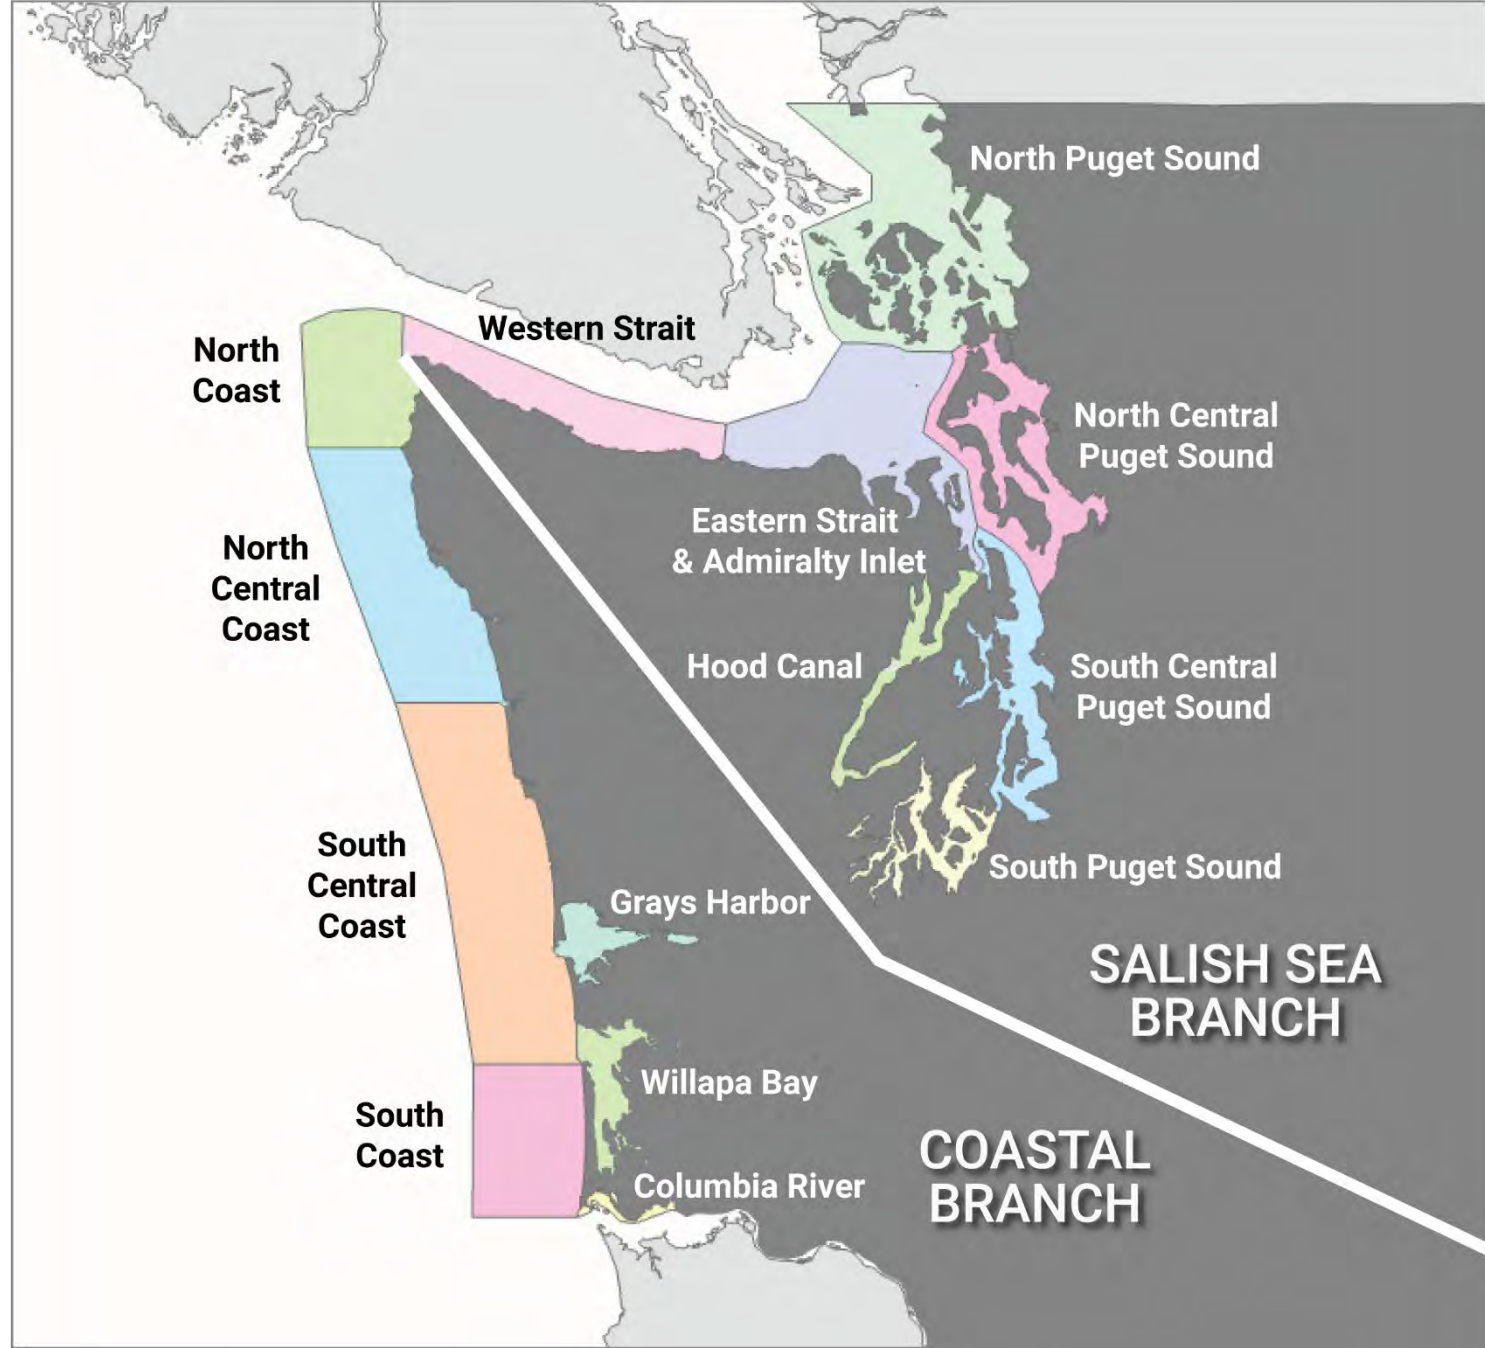 North Puget Sound
Western Strait
North
Coast
North Central
Puget Sound
Eastern Strait
& Admiralty Inlet
North
Central
Coast
Hood Canal
South Central
Puget Sound
South
Central
Coast
South Puget Sound
Grays Harbor
SALISH SEA
BRANCH
Willapa Bay
South
Coast
COASTAL
BRANCH
Columbia River